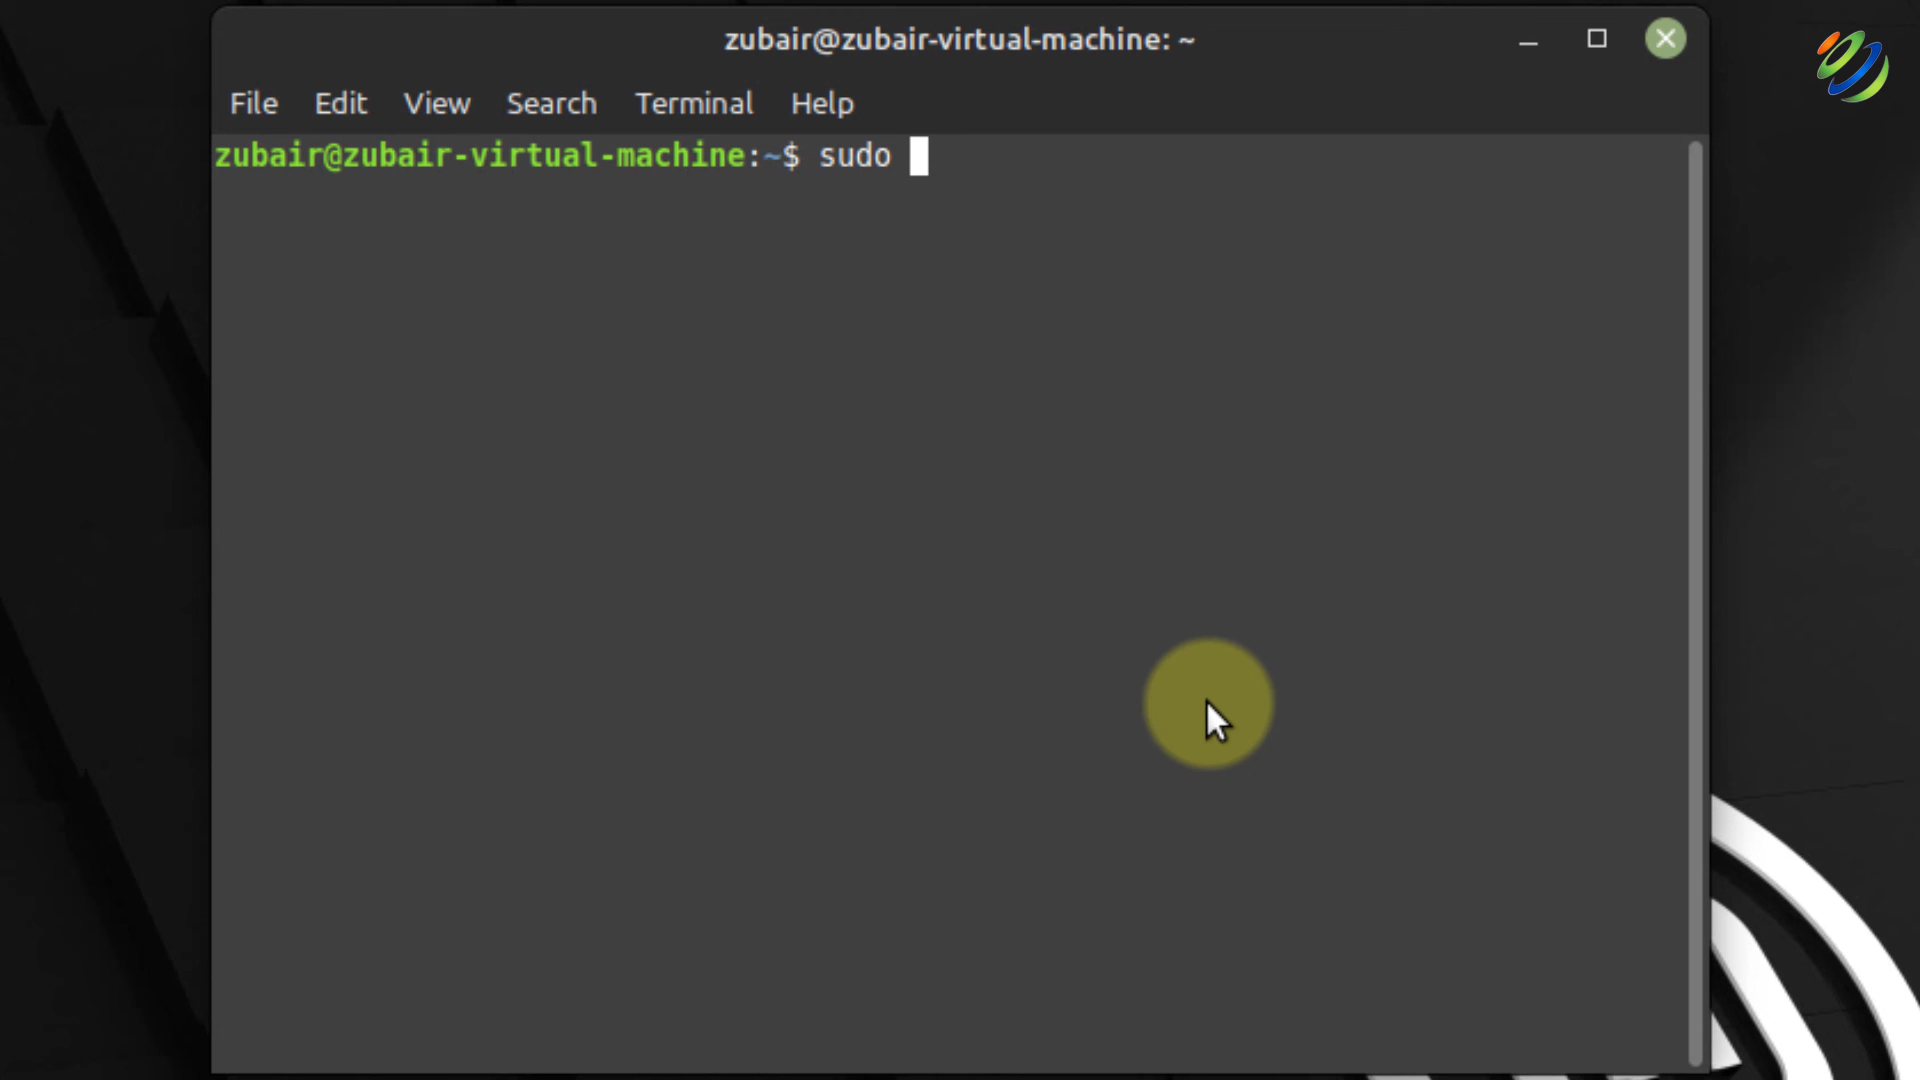 zubair@zubair-virtual-machine: ~
File Edit View Search Terminal Help
zubair@zubair-virtual-machine:~$ sudo